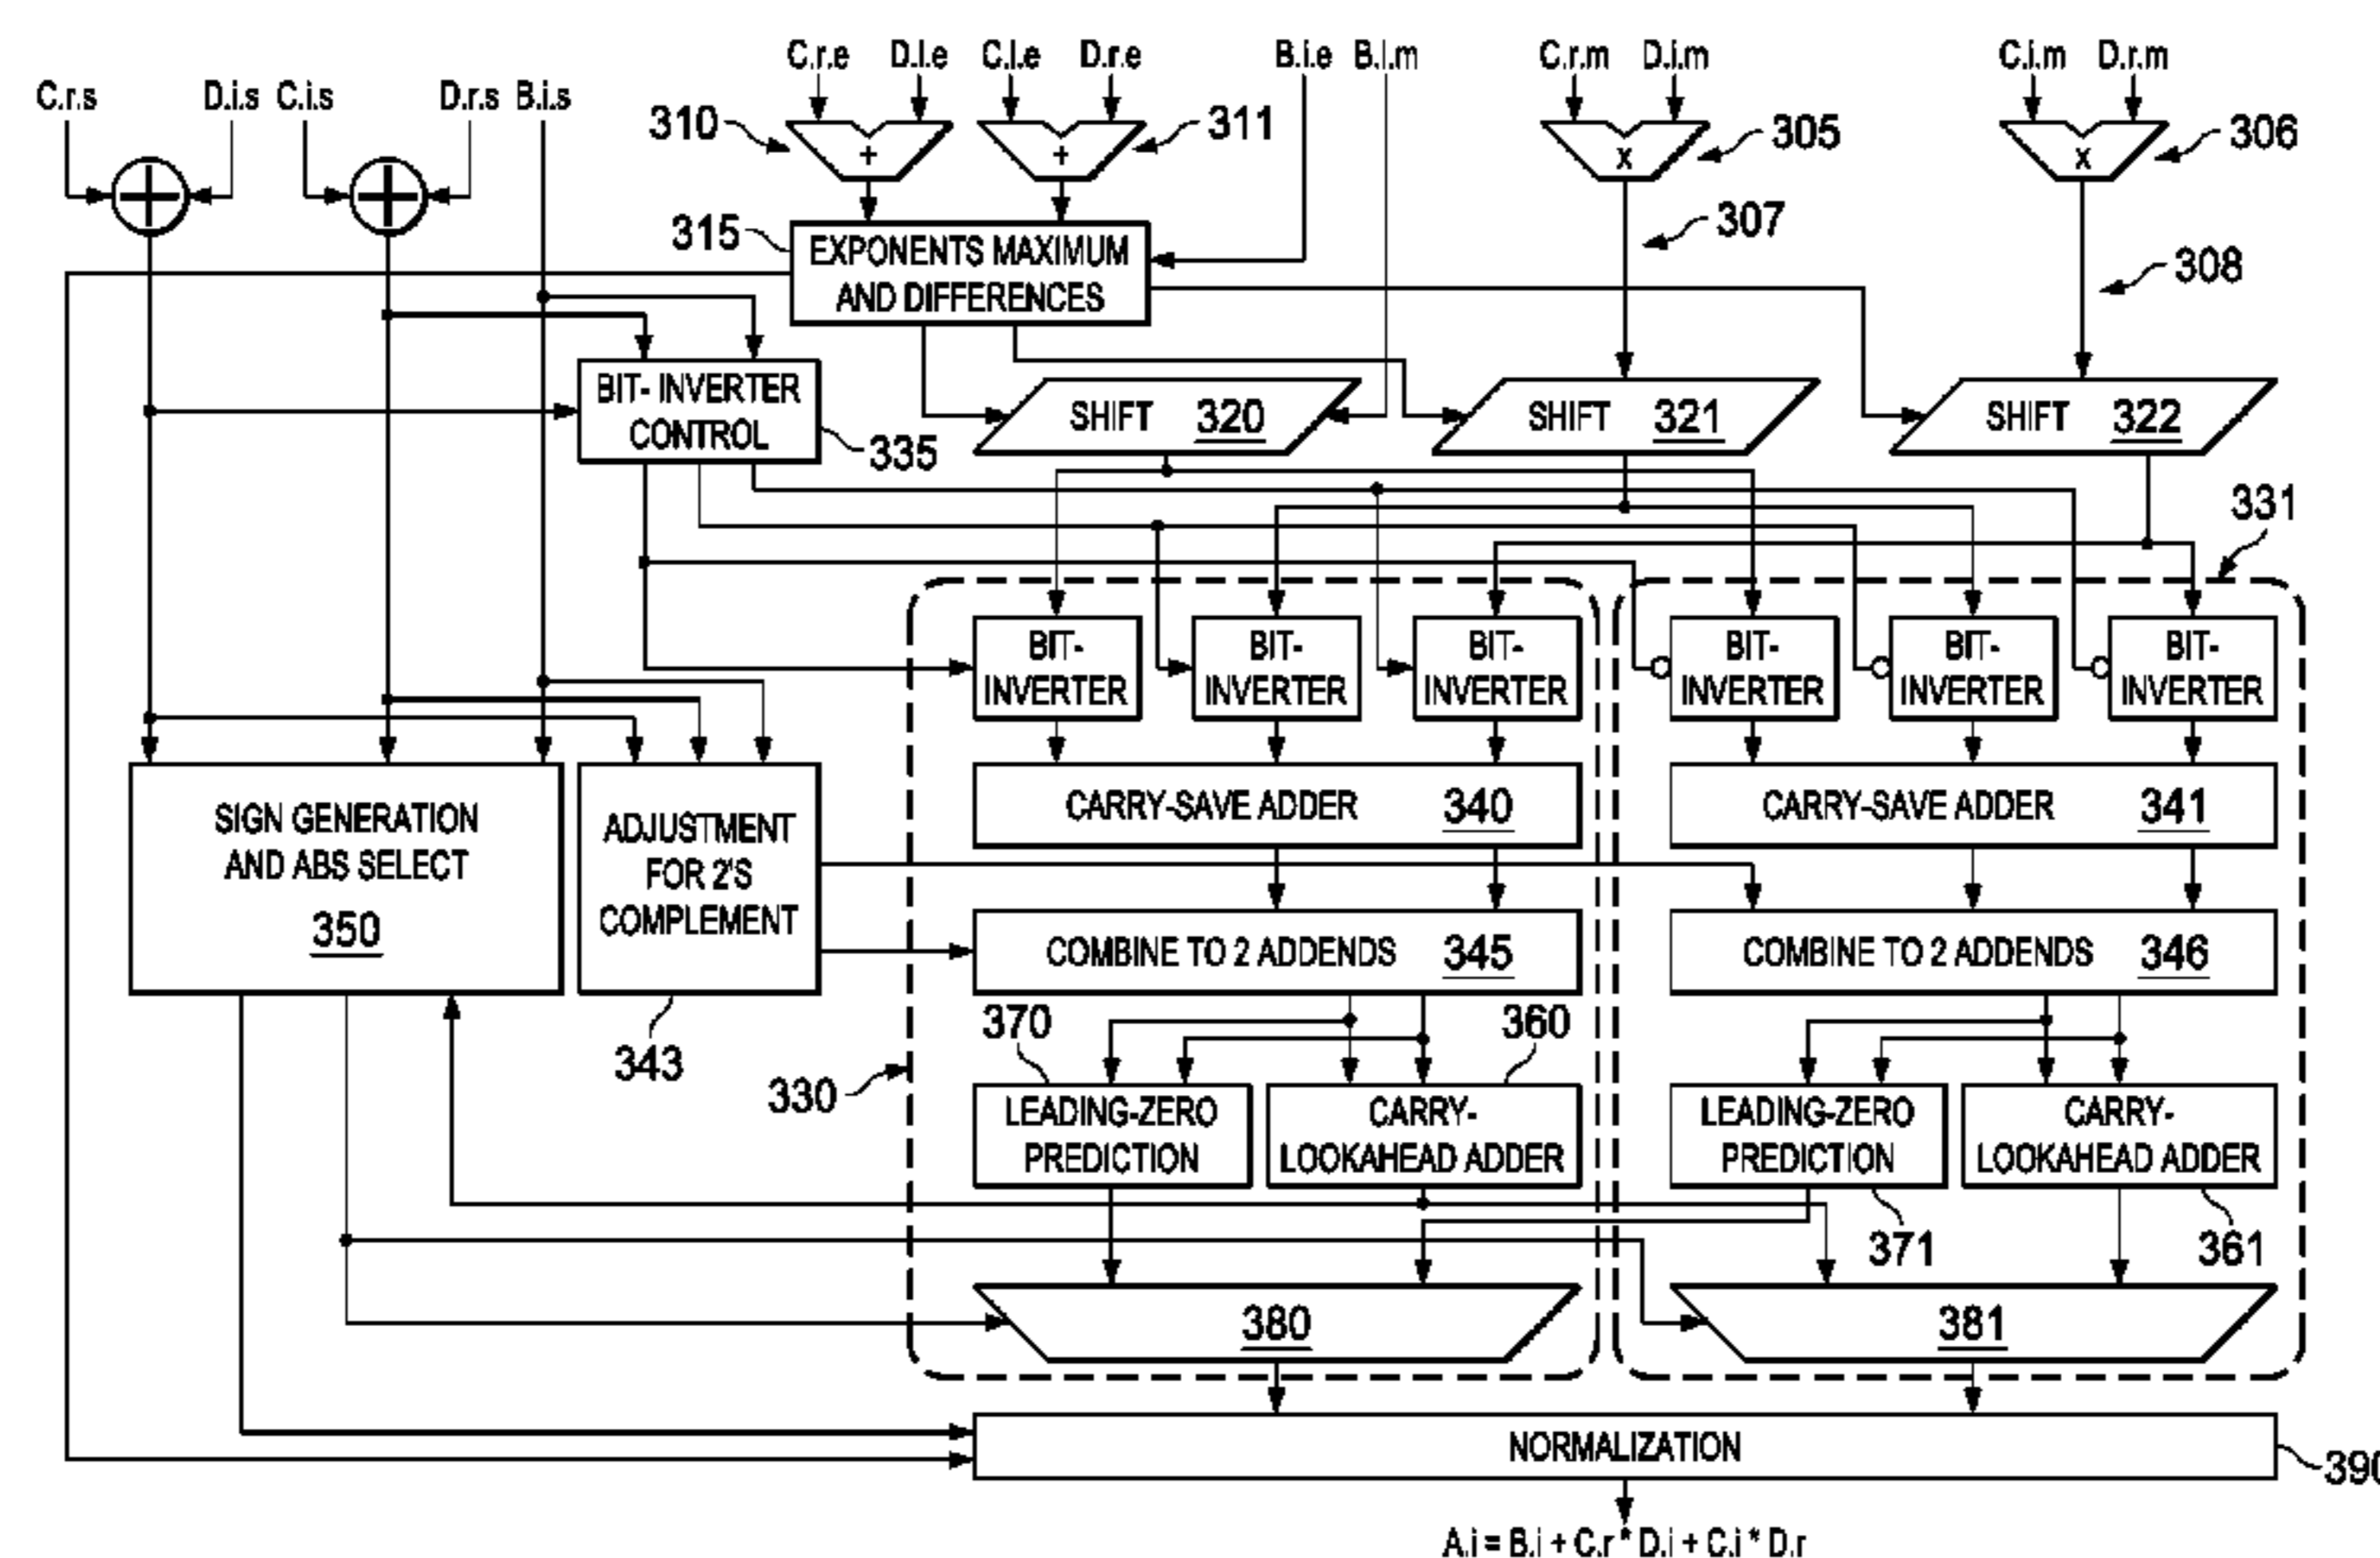 C.r.e D.I.e C.I.e D.r.e B.i.e B.I.m C.r.m D.i.m C.i.m D.r.m
C.r.s D.i.s C.i.s D.r.s B.i.s
310 + + 311 x 305 x 306
315 EXPONENTS MAXIMUM
AND DIFFERENCES
307
308
BIT- INVERTER
CONTROL
335
SHIFT 320
SHIFT 321
SHIFT 322
331
BIT-
INVERTER
BIT-
INVERTER
BIT-
INVERTER
BIT-
INVERTER
BIT-
INVERTER
BIT-
INVERTER
SIGN GENERATION
AND ABS SELECT
350
ADJUSTMENT
FOR 2'S
COMPLEMENT
343
CARRY-SAVE ADDER 340
CARRY-SAVE ADDER 341
COMBINE TO 2 ADDENDS 345
COMBINE TO 2 ADDENDS 346
370
360
330
LEADING-ZERO
PREDICTION
CARRY-
LOOKAHEAD ADDER
LEADING-ZERO
PREDICTION
CARRY-
LOOKAHEAD ADDER
371
361
380
381
NORMALIZATION
390
A.i = B.i + C.r * D.i + C.i * D.r